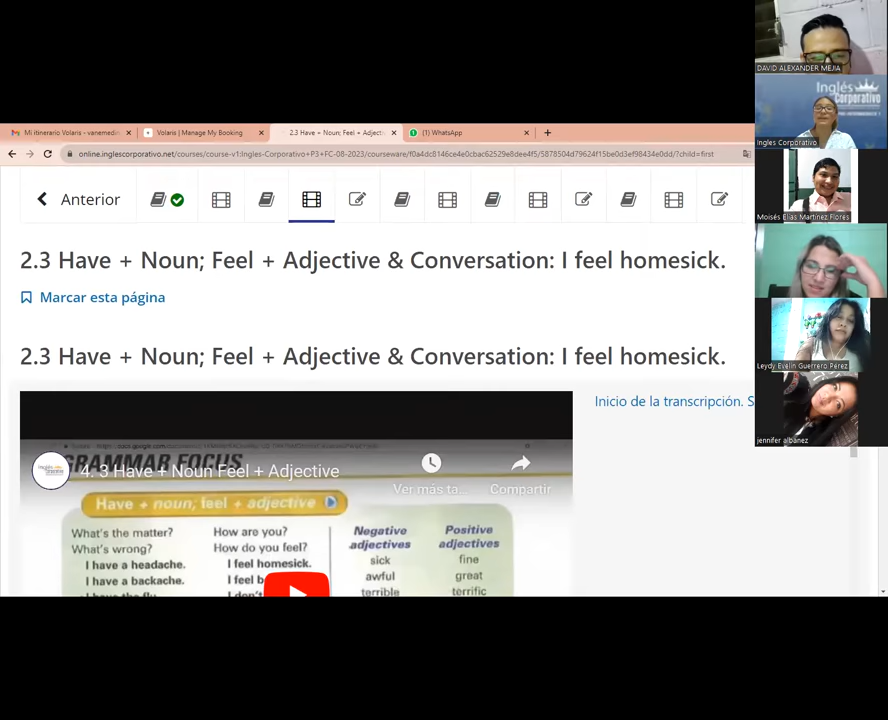 Mi itinerario Volaris - vanemedin
Volaris | Manage My Booking
2.3 Have + Noun; Feel + Adjectiv
(1) WhatsApp
online.inglescorporativo.net/courses/course-v1:Ingles-Corporativo+P3+FC-08-2023/courseware/f0a4dc8146ce4e0cbac62529e8dee4f5/5878504d79624f15be0d3ef98434e0dd/?child=first
Anterior
2.3 Have + Noun; Feel + Adjective & Conversation: I feel homesick.
Marcar esta página
2.3 Have + Noun; Feel + Adjective & Conversation: I feel homesick.
Inicio de la transcripción. S
GRAMMAR FOCUS
4. 3 Have + Noun Feel + Adjective
Ver más ta...
Compartir
Have + noun; feel + adjective
What's the matter?
What's wrong?
I have a headache.
I have a backache.
How are you?
How do you feel?
I feel homesick.
I feel b
I don't
Negative
adjectives
sick
awful
terrible
Positive
adjectives
fine
great
terrific
DAVID ALEXANDER MEJIA
Inglés
Corporativo
Ingles Corporativo
Moisés Elías Martínez Flores
Leydy Evelin Guerrero Pérez
jennifer albanez